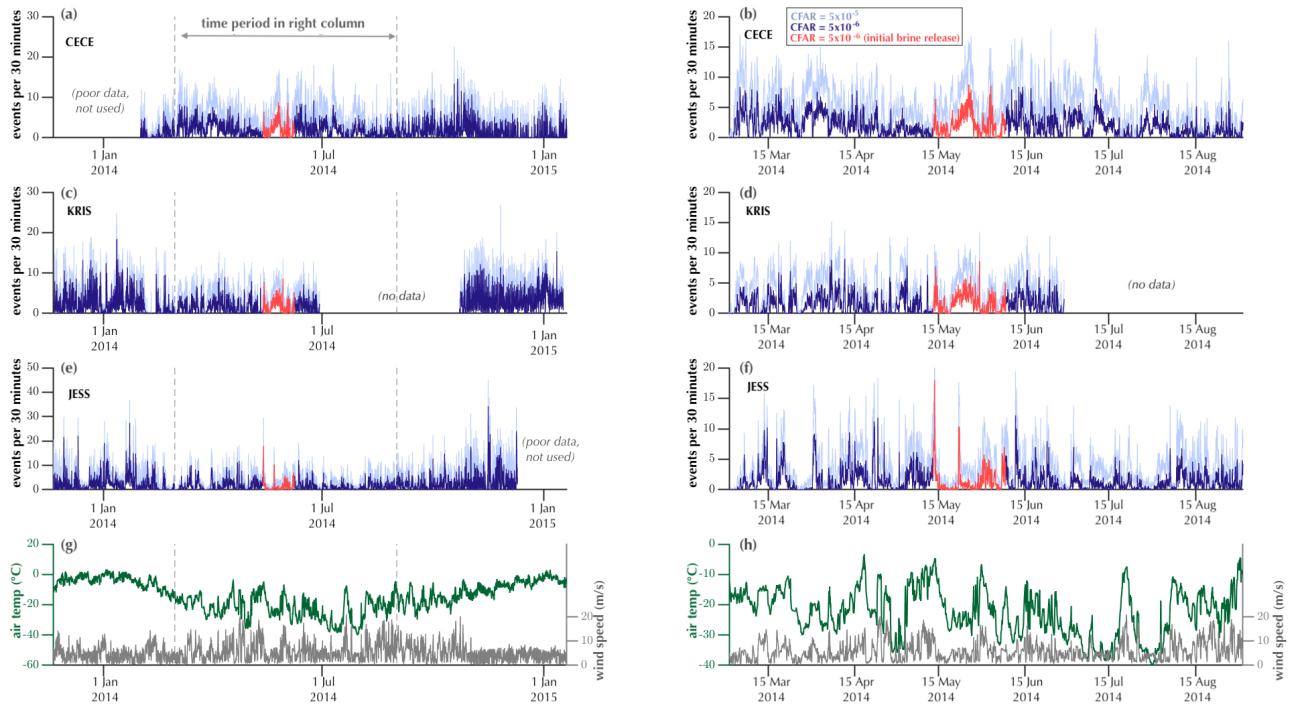 (a)
CECE
time period in right column
(poor data,
not used)
events per 30 minutes
30
20
10
0
1 Jan
2014
1 Jul
2014
1 Jan
2015
(b)
CECE
CFAR = 5x10⁻⁵
CFAR = 5x10⁻⁶
CFAR = 5x10⁻⁶ (initial brine release)
events per 30 minutes
20
15
10
5
0
15 Mar
2014
15 Apr
2014
15 May
2014
15 Jun
2014
15 Jul
2014
15 Aug
2014
(c)
KRIS
(no data)
events per 30 minutes
30
20
10
0
1 Jan
2014
1 Jul
2014
1 Jan
2015
(d)
KRIS
(no data)
events per 30 minutes
20
15
10
5
0
15 Mar
2014
15 Apr
2014
15 May
2014
15 Jun
2014
15 Jul
2014
15 Aug
2014
(e)
JESS
(poor data,
not used)
events per 30 minutes
50
40
30
20
10
0
1 Jan
2014
1 Jul
2014
1 Jan
2015
(f)
JESS
events per 30 minutes
20
15
10
5
0
15 Mar
2014
15 Apr
2014
15 May
2014
15 Jun
2014
15 Jul
2014
15 Aug
2014
(g)
air temp (°C)
20
0
-20
-40
-60
wind speed (m/s)
20
10
0
1 Jan
2014
1 Jul
2014
1 Jan
2015
(h)
air temp (°C)
0
-10
-20
-30
-40
wind speed (m/s)
20
10
0
15 Mar
2014
15 Apr
2014
15 May
2014
15 Jun
2014
15 Jul
2014
15 Aug
2014